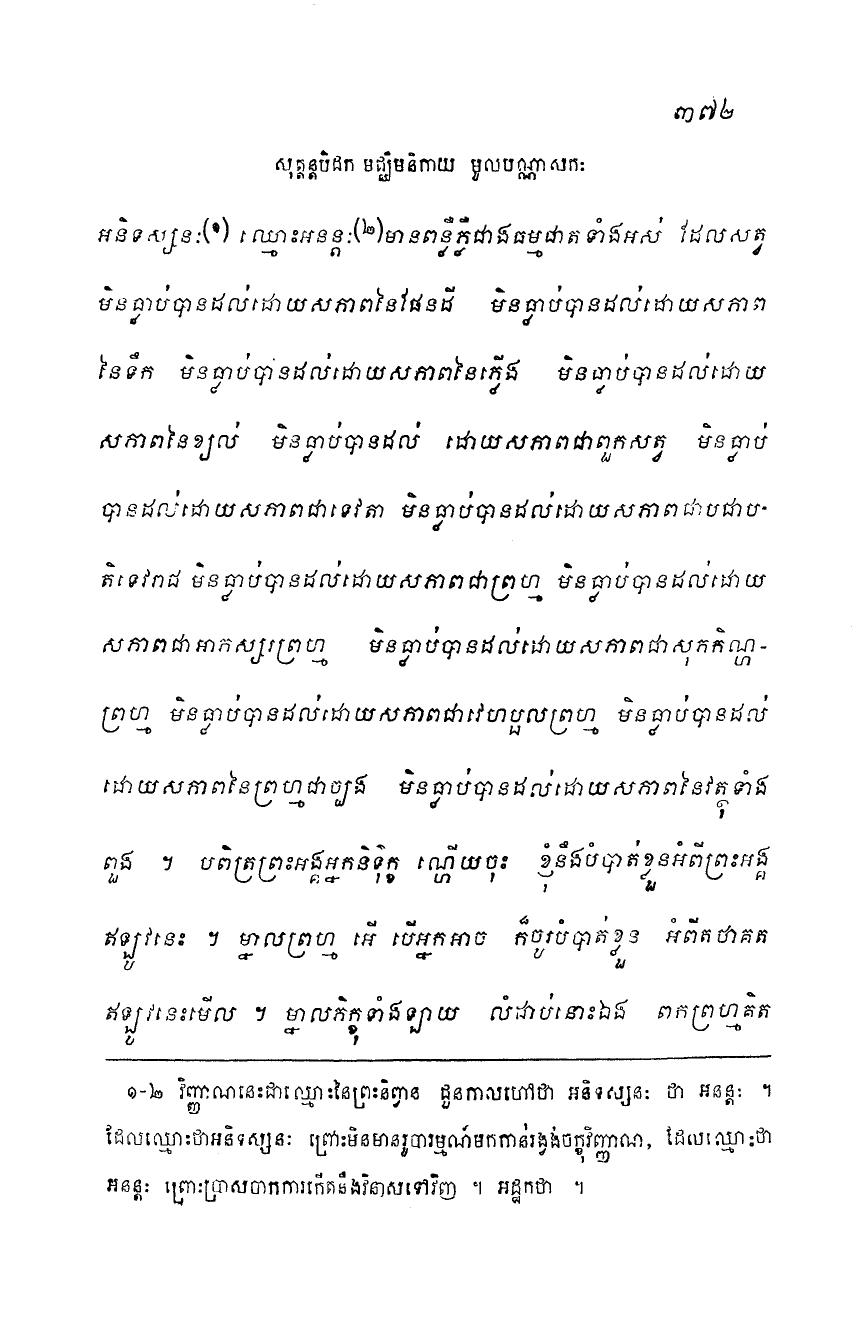 ៣៧២
សុត្តន្តបិដក មជ្ឈិមនិកាយ មូលបណ្ណាសកៈ
អនិទស្សនៈ(១) ឈ្មោះអនន្តៈ(២)មានពន្លឺភ្លឺជាងធម្មជាតទាំងអស់ ដែលសត្វ
មិនធ្លាប់បានដល់ដោយសភាពនៃផែនដី មិនធ្លាប់បានដល់ដោយសភាព
នៃទឹក មិនធ្លាប់បានដល់ដោយសភាពនៃភ្លើង មិនធ្លាប់បានដល់ដោយ
សភាពនៃខ្យល់ មិនធ្លាប់បានដល់ ដោយសភាពជាពួកសត្វ មិនធ្លាប់
បានដល់ដោយសភាពជាទេវតា មិនធ្លាប់បានដល់ដោយសភាពជាបជាប-
តិទេវរាជ មិនធ្លាប់បានដល់ដោយសភាពជាព្រហ្ម មិនធ្លាប់បានដល់ដោយ
សភាពជាអាភស្សរព្រហ្ម មិនធ្លាប់បានដល់ដោយសភាពជាសុភកិណ្ហ-
ព្រហ្ម មិនធ្លាប់បានដល់ដោយសភាពជាវេហប្ផលព្រហ្ម មិនធ្លាប់បានដល់
ដោយសភាពនៃព្រហ្មជាច្បង មិនធ្លាប់បានដល់ដោយសភាពនៃវត្ថុទាំង
ពួង ។ បពិត្រព្រះអង្គអ្នកនិទ៌ុក្ខ ណ្ហើយចុះ ខ្ញុំនឹងបំបាត់ខ្លួនអំពីព្រះអង្គ
ឥឡូវនេះ ។ ម្នាលព្រហ្ម អើ បើអ្នកអាច ក៏ចូរបំបាត់ខ្លួន អំពីតថាគត
ឥឡូវនេះមើល ។ ម្នាលភិក្ខុទាំងឡាយ លំដាប់នោះឯង ពកព្រហ្មគិត
១-២ វិញ្ញាណនេះជាឈ្មោះនៃព្រះនិព្វាន ជួនកាលហៅថា អនិទស្សនៈ ថា អនន្តៈ ។
ដែលឈ្មោះថាអនិទស្សនៈ ព្រោះមិនមានរូបារម្មណ៍មកកាន់រង្វង់ចក្ខុវិញ្ញាណ, ដែលឈ្មោះថា
អនន្តៈ ព្រោះប្រាសចាកការកើតនឹងវិនាសទៅវិញ ។ អដ្ឋកថា ។